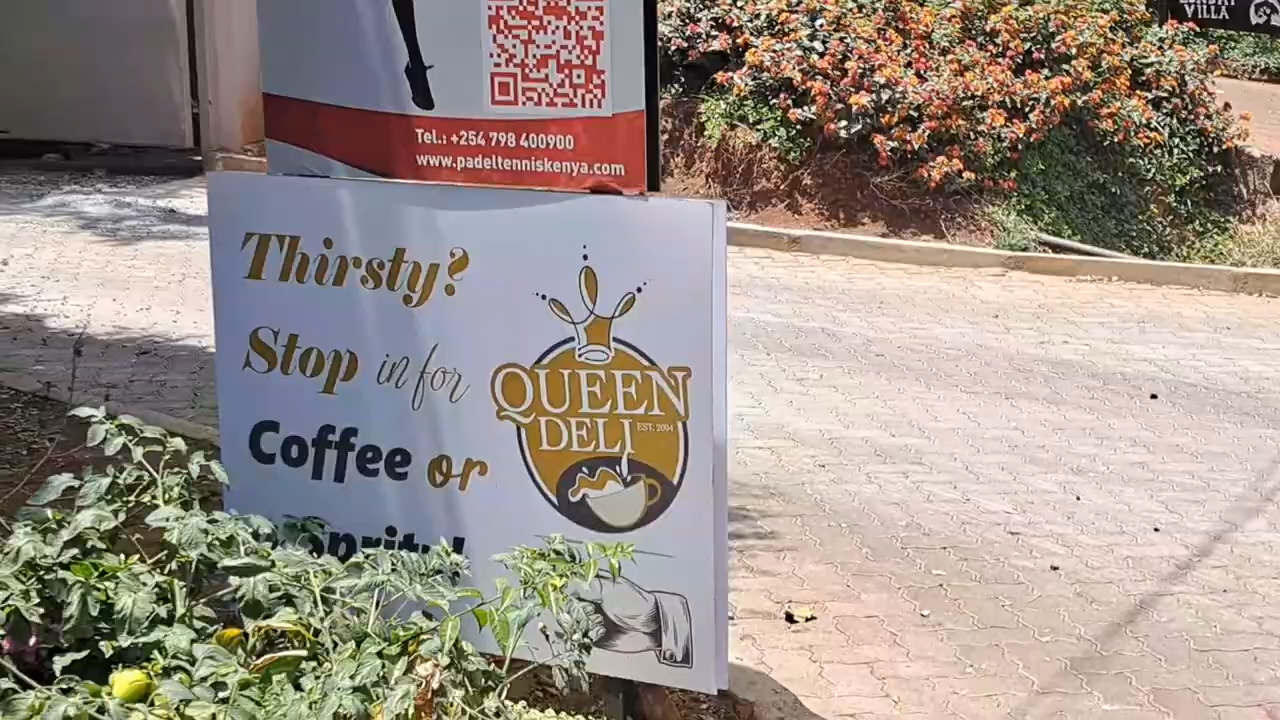 VILLA
Tel.: +254 798 400900
www.padeltenniskenya.com
Thirsty?
Stop in for
Coffee or
QUEEN
DELI
EST. 2004